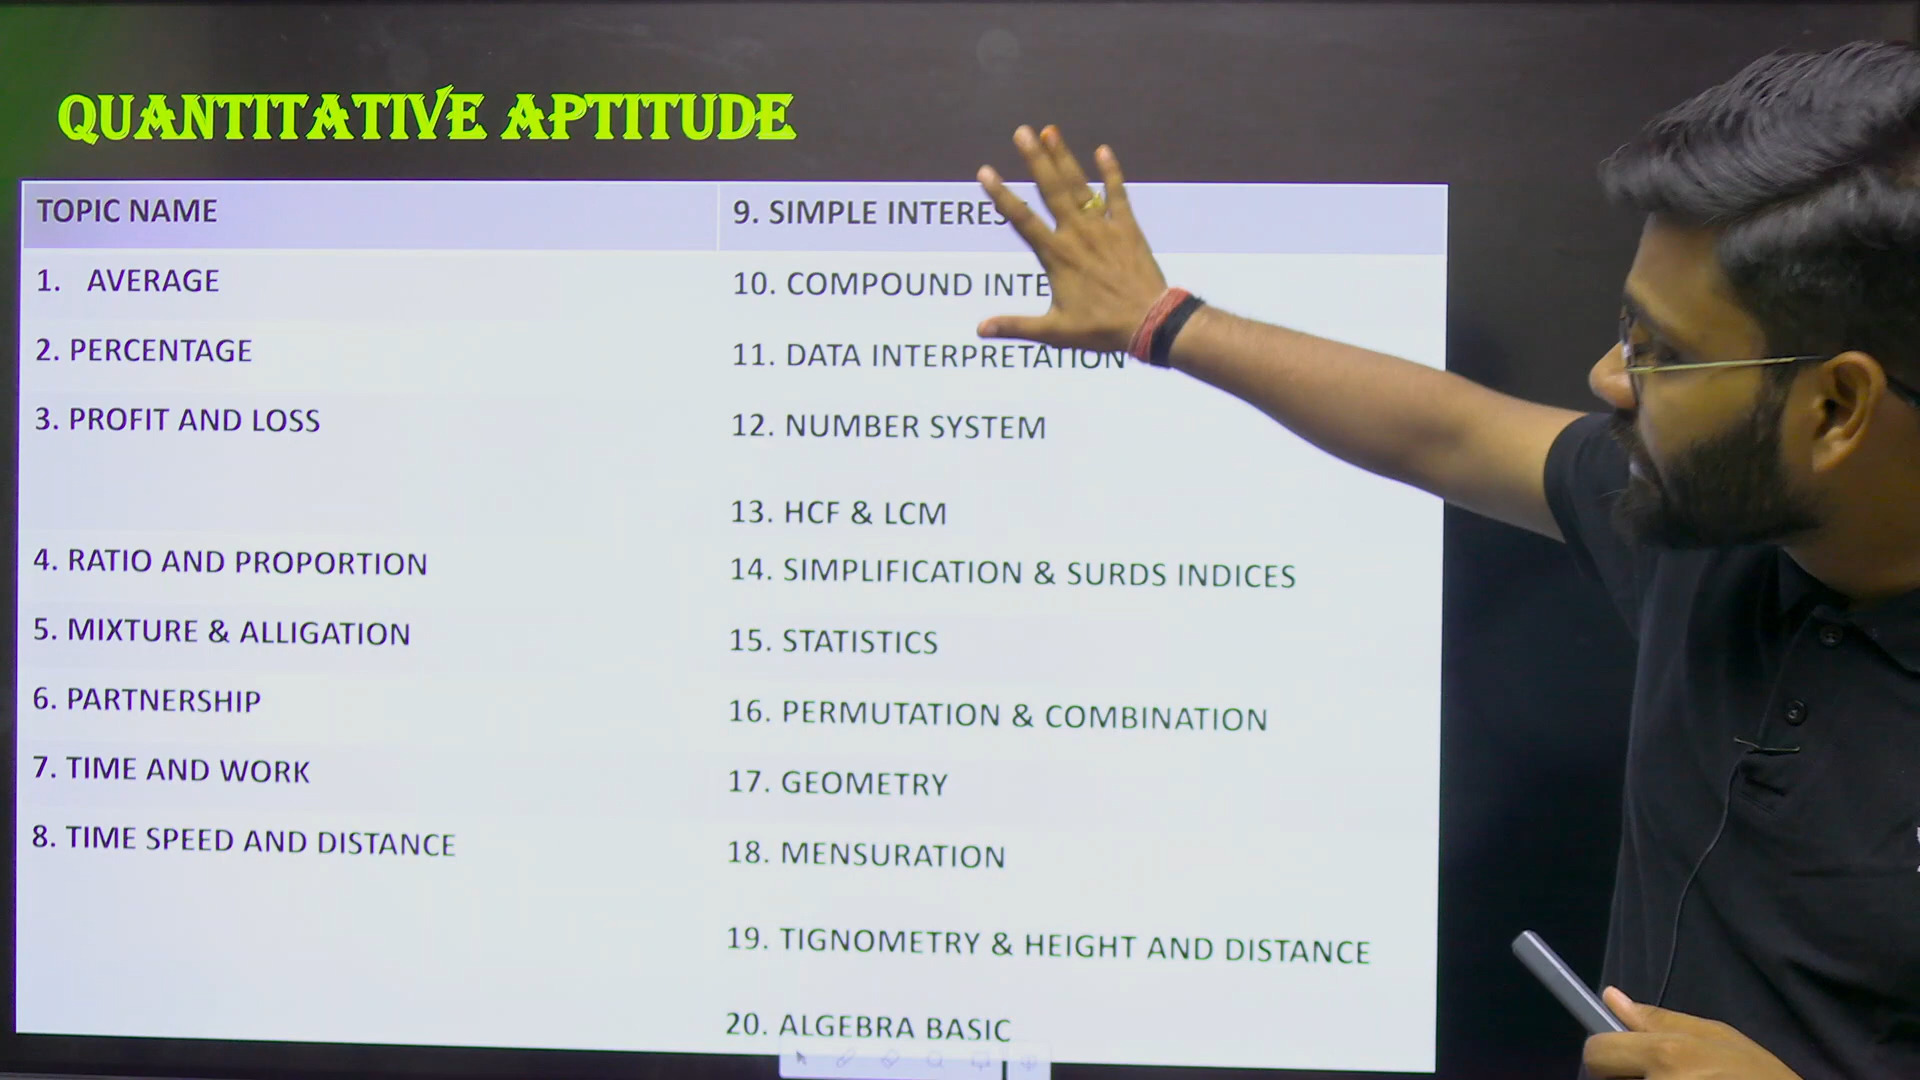 QUANTITATIVE APTITUDE
TOPIC NAME
1. AVERAGE
2. PERCENTAGE
3. PROFIT AND LOSS
4. RATIO AND PROPORTION
5. MIXTURE & ALLIGATION
6. PARTNERSHIP
7. TIME AND WORK
8. TIME SPEED AND DISTANCE
9. SIMPLE
10. COMPOUND
11. DATA INTERPRETATION
12. NUMBER SYSTEM
13. HCF & LCM
14. SIMPLIFICATION & SURDS INDICES
15. STATISTICS
16. PERMUTATION & COMBINATION
17. GEOMETRY
18. MENSURATION
19. TIGNOMETRY & HEIGHT AND DISTANCE
20. ALGEBRA BASIC